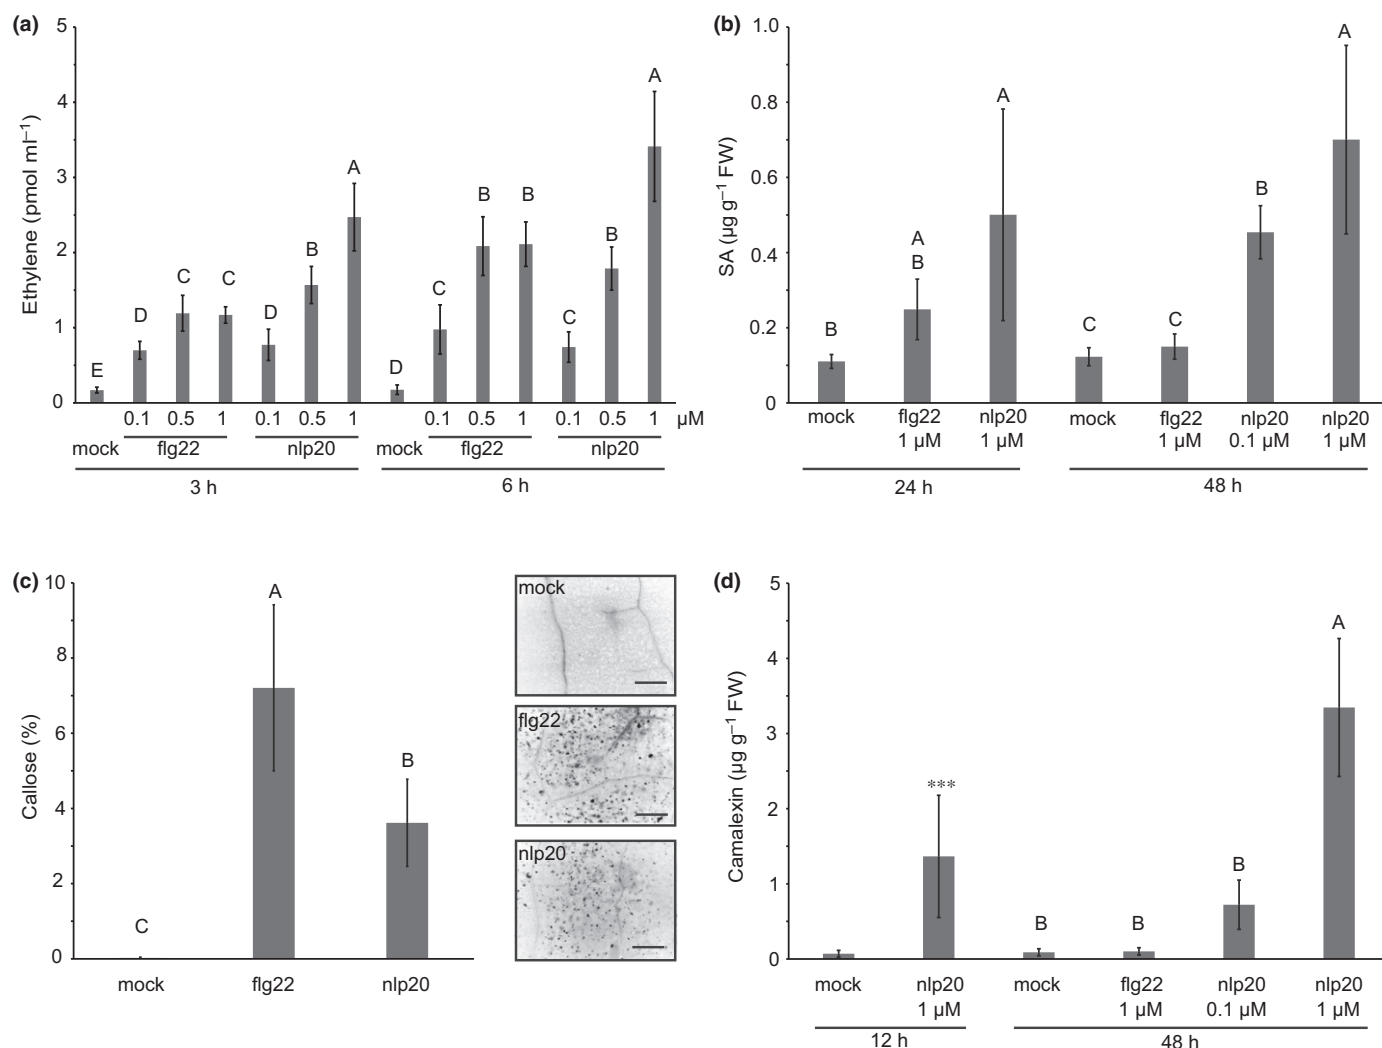 (a)
5
4
3
2
1
0
Ethylene (pmol ml–1)
E
D
C
C
D
B
A
D
C
B
B
C
B
A
0.1 0.5 1 0.1 0.5 1 0.1 0.5 1 0.1 0.5 1 µM
mock flg22 nlp20 mock flg22 nlp20
3 h 6 h
(b)
1.0
0.8
0.6
0.4
0.2
0
SA (µg g–1 FW)
B
A
B
A
C
C
B
A
mock flg22 nlp20 mock flg22 nlp20 nlp20
1 µM 1 µM 1 µM 0.1 µM 1 µM
24 h 48 h
(c)
10
8
6
4
2
0
Callose (%)
C
A
B
mock flg22 nlp20
mock
flg22
nlp20
(d)
5
4
3
2
1
0
Camalexin (µg g–1 FW)
***
B
B
B
A
mock nlp20 mock flg22 nlp20 nlp20
1 µM 1 µM 0.1 µM 1 µM
12 h 48 h